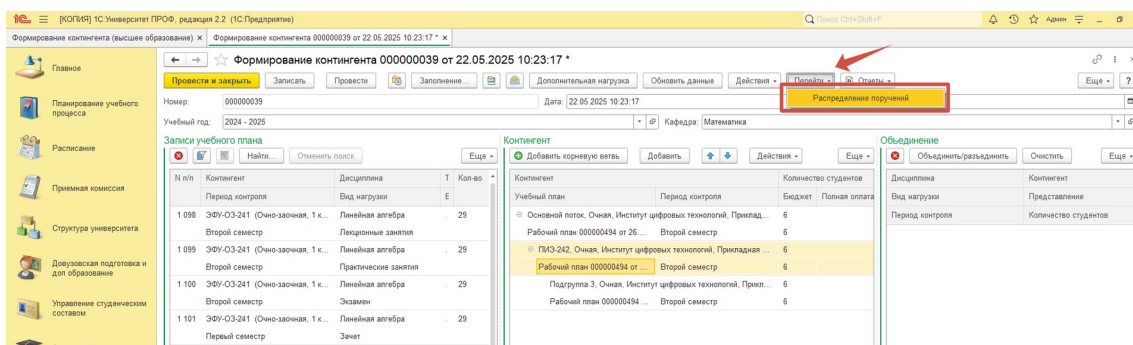 1С [КОПИЯ] 1С:Университет ПРОФ, редакция 2.2 (1С:Предприятие) Поиск Ctrl+Shift+F Админ
Формирование контингента (высшее образование) × Формирование контингента 000000039 от 22.05.2025 10:23:17 * ×
Главное
Планирование учебного процесса
Расписание
Приемная комиссия
Структура университета
Довузовская подготовка и доп образование
Управление студенческим составом
Формирование контингента 000000039 от 22.05.2025 10:23:17 *
Провести и закрыть Записать Провести Заполнение... Дополнительная нагрузка Обновить данные Действия Перейти Отчеты Еще ?
Распределение поручений
Номер: 000000039 Дата: 22.05.2025 10:23:17
Учебный год: 2024 - 2025 Кафедра: Математика
Записи учебного плана
Найти... Отменить поиск Еще
N п/п Контингент Дисциплина Т Кол-во
Период контроля Вид нагрузки Е
1 098 ЭФУ-ОЗ-241 (Очно-заочная, 1 к... Линейная алгебра . 29
Второй семестр Лекционные занятия
1 099 ЭФУ-ОЗ-241 (Очно-заочная, 1 к... Линейная алгебра . 29
Второй семестр Практические занятия
1 100 ЭФУ-ОЗ-241 (Очно-заочная, 1 к... Линейная алгебра . 29
Второй семестр Экзамен
1 101 ЭФУ-ОЗ-241 (Очно-заочная, 1 к... Линейная алгебра . 29
Первый семестр Зачет
Контингент
Добавить корневую ветвь Добавить Действия Еще
Контингент Количество студентов
Учебный план Период контроля Бюджет Полная оплата
Основной поток, Очная, Институт цифровых технологий, Приклад... 6
Рабочий план 000000494 от 26.... Второй семестр 6
ПИЭ-242, Очная, Институт цифровых технологий, Прикладная ... 6
Рабочий план 000000494 от ... Второй семестр 6
Подгруппа 3, Очная, Институт цифровых технологий, Прикл... 6
Рабочий план 000000494 ... Второй семестр 6
Объединение
Объединить/разъединить Очистить Еще
Дисциплина Контингент
Вид нагрузки Представление
Период контроля Количество студентов